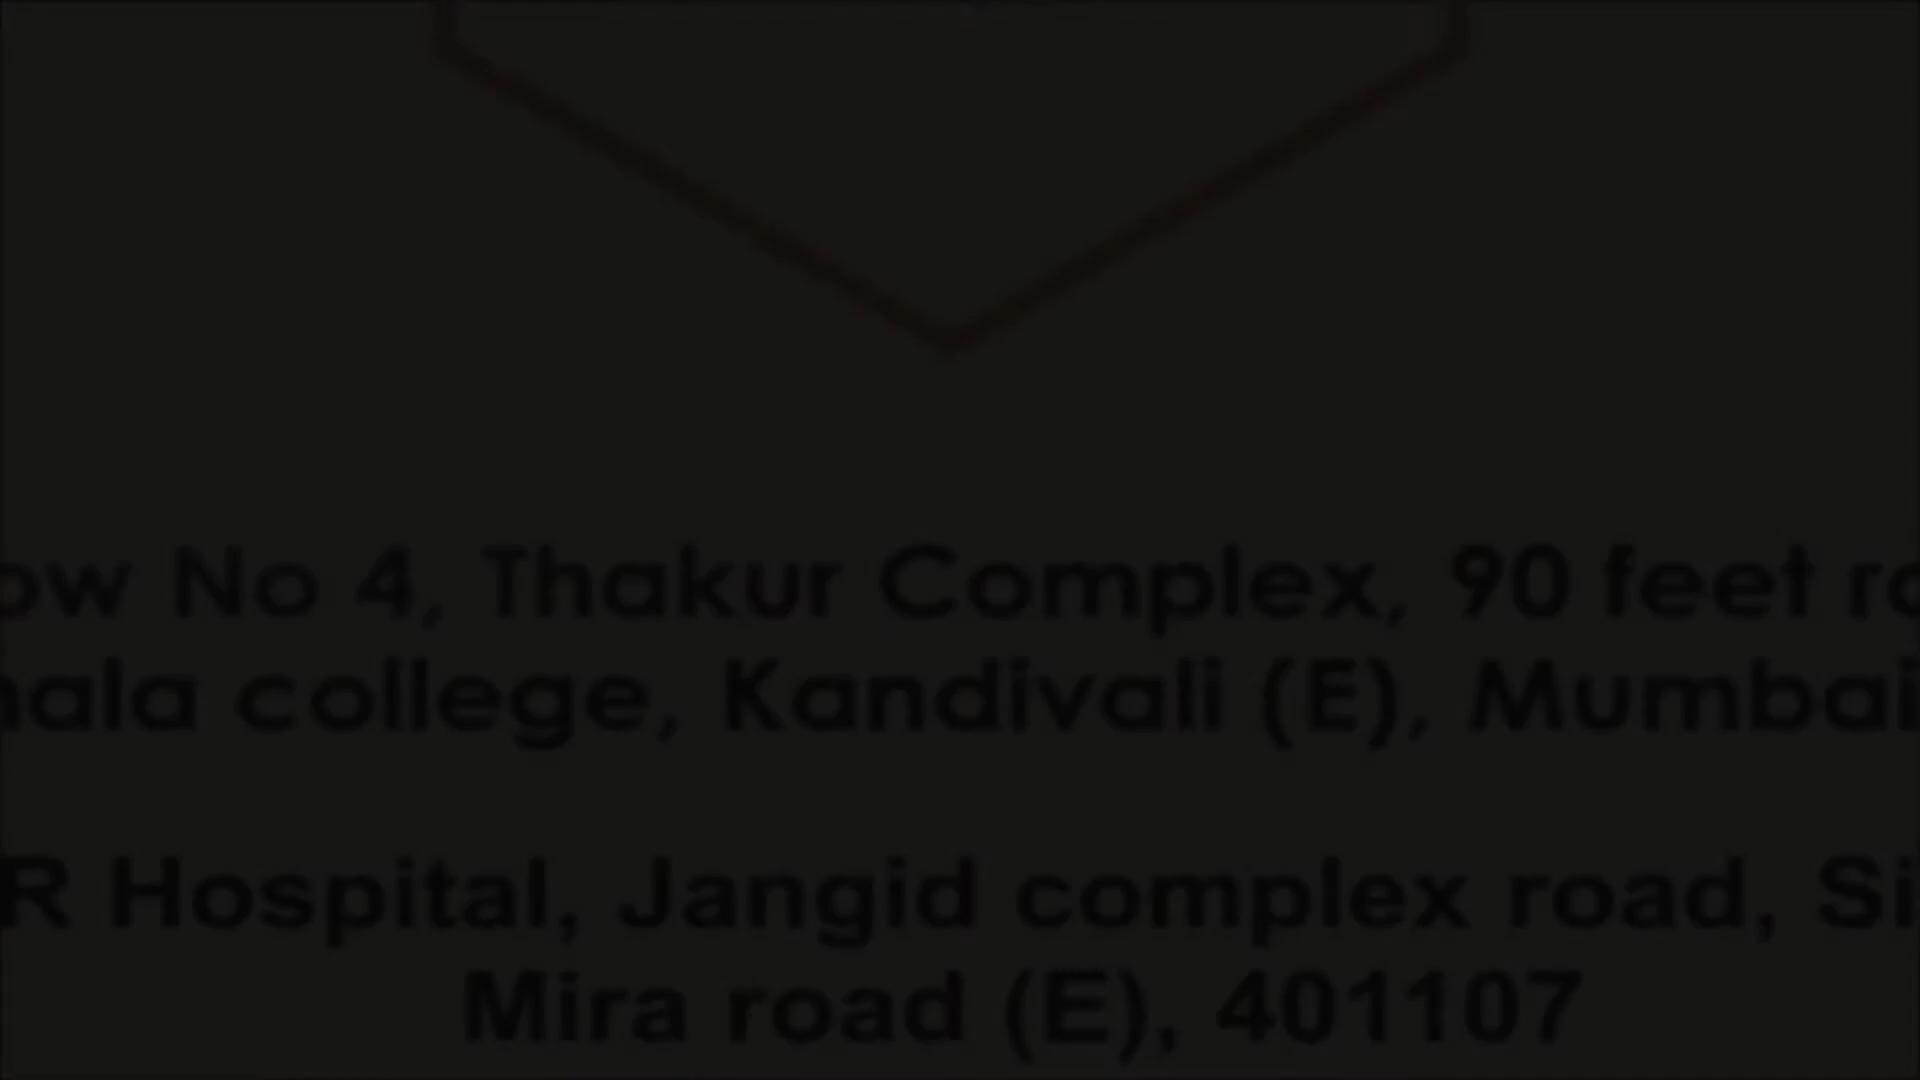 ow No 4, Thakur Complex, 90 feet ro
ala college, Kandivali (E), Mumbai
R Hospital, Jangid complex road, Si
Mira road (E), 401107